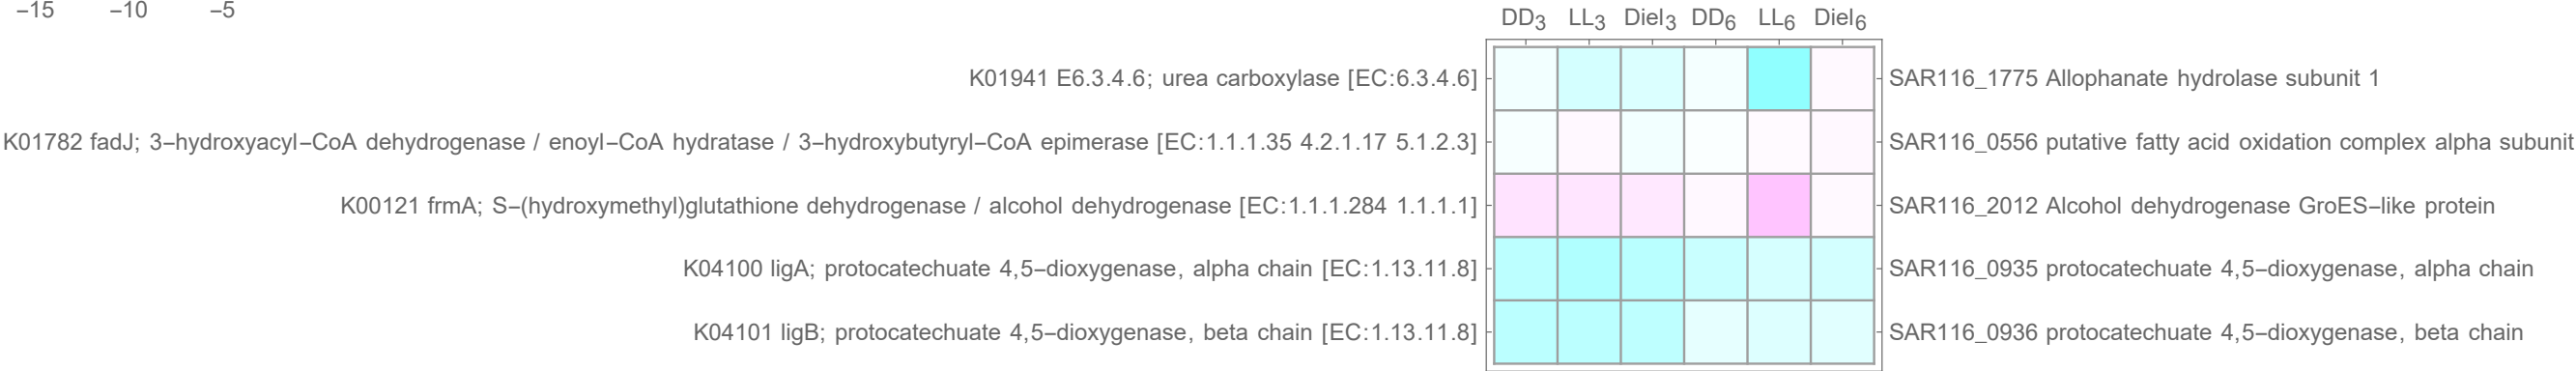 −15 −10 −5
DD3 LL3 Diel3 DD6 LL6 Diel6
K01941 E6.3.4.6; urea carboxylase [EC:6.3.4.6] SAR116_1775 Allophanate hydrolase subunit 1
K01782 fadJ; 3−hydroxyacyl−CoA dehydrogenase / enoyl−CoA hydratase / 3−hydroxybutyryl−CoA epimerase [EC:1.1.1.35 4.2.1.17 5.1.2.3] SAR116_0556 putative fatty acid oxidation complex alpha subunit
K00121 frmA; S−(hydroxymethyl)glutathione dehydrogenase / alcohol dehydrogenase [EC:1.1.1.284 1.1.1.1] SAR116_2012 Alcohol dehydrogenase GroES−like protein
K04100 ligA; protocatechuate 4,5−dioxygenase, alpha chain [EC:1.13.11.8] SAR116_0935 protocatechuate 4,5−dioxygenase, alpha chain
K04101 ligB; protocatechuate 4,5−dioxygenase, beta chain [EC:1.13.11.8] SAR116_0936 protocatechuate 4,5−dioxygenase, beta chain